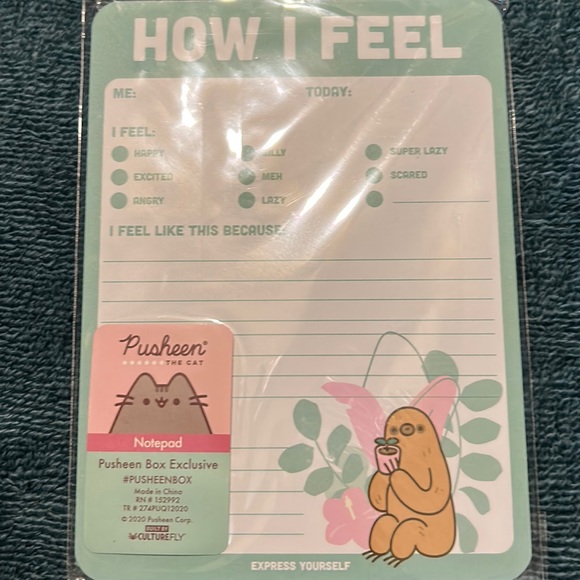 HOW I FEEL
ME: TODAY:
I FEEL:
HAPPY SILLY SUPER LAZY
EXCITED MEH SCARED
ANGRY LAZY
I FEEL LIKE THIS BECAUSE:
Pusheen®
THE CAT
Notepad
Pusheen Box Exclusive
#PUSHEENBOX
Made in China
RN # 152992
TR # 274PUQ12020
© 2020 Pusheen Corp.
BUILT BY
CULTUREFLY™
EXPRESS YOURSELF